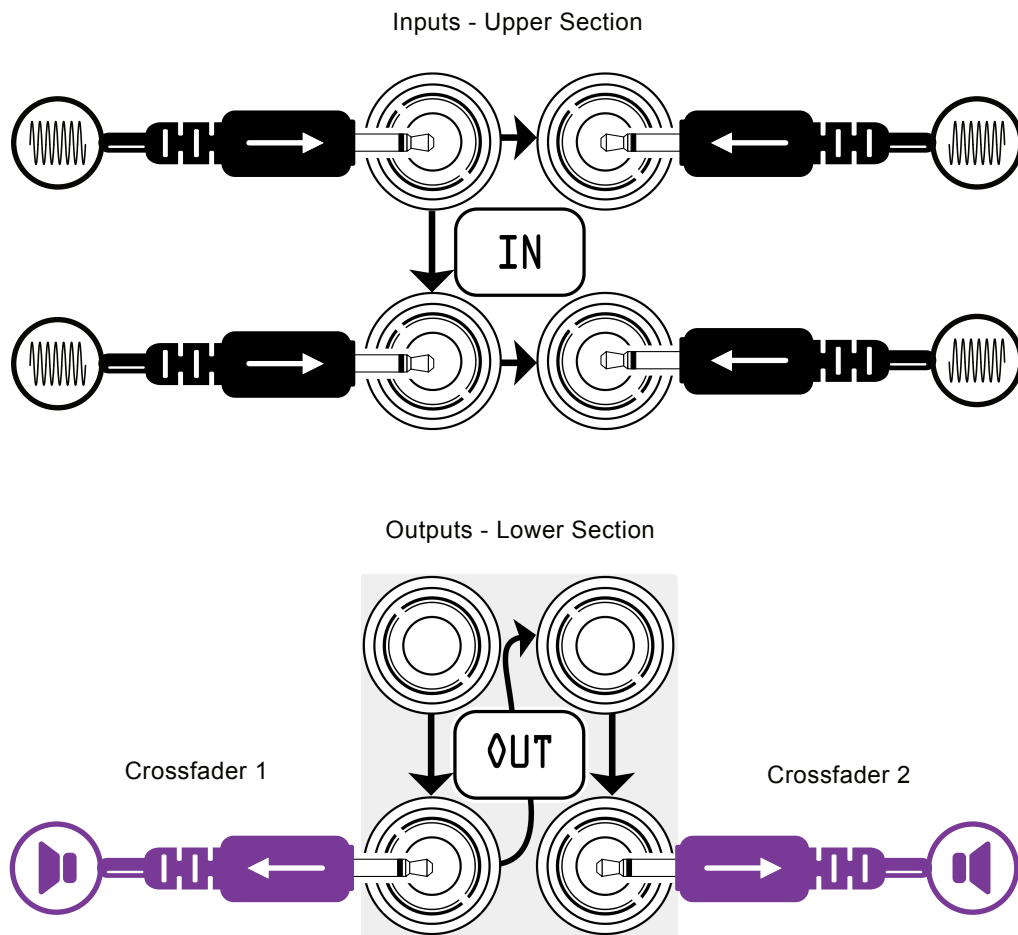 Inputs - Upper Section
IN
Outputs - Lower Section
OUT
Crossfader 1
Crossfader 2